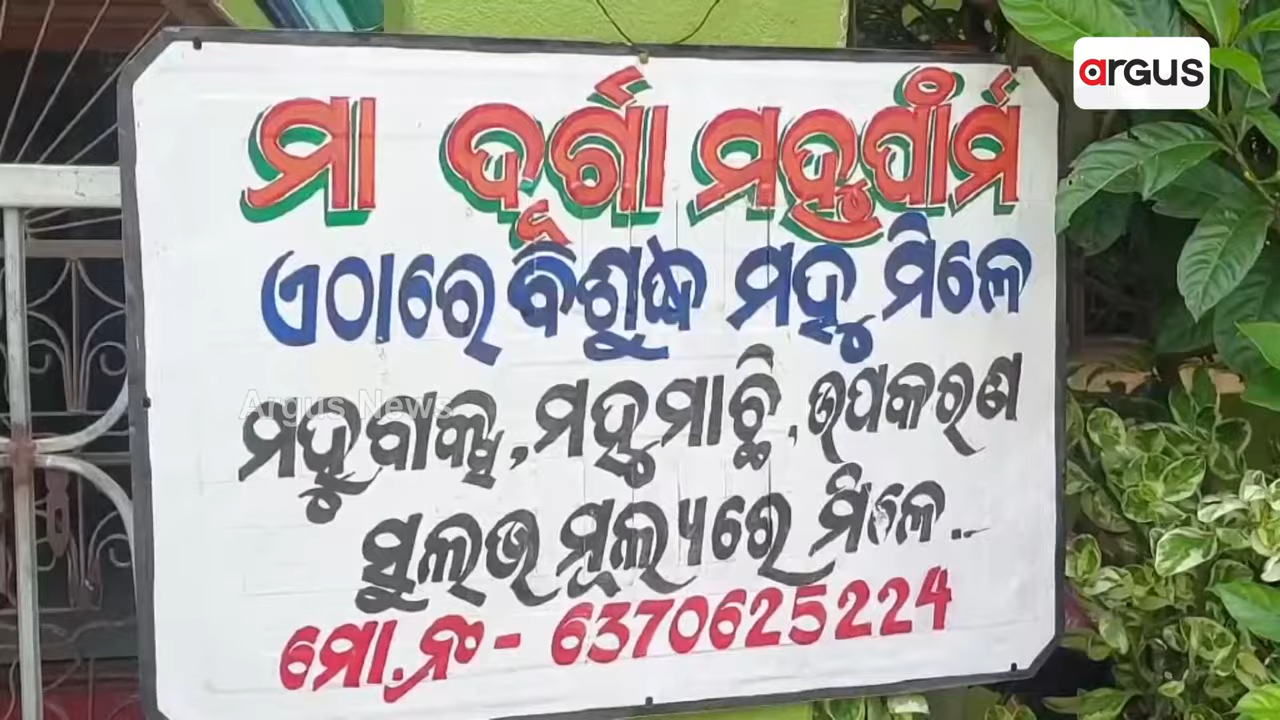 argus
ମା ଦୂର୍ଗା ମହୁଫାଁର୍ମ
ଏଠାରେ ବିଶୁଦ୍ଧ ମହୁ ମିଳେ
Argus News
ମହୁବାକ୍ସ, ମହୁମାଛି, ଉପକରଣ
ସୁଲଭ ମୂଲ୍ୟରେ ମିଳେ..
ମୋ.ନଂ - 6370625224